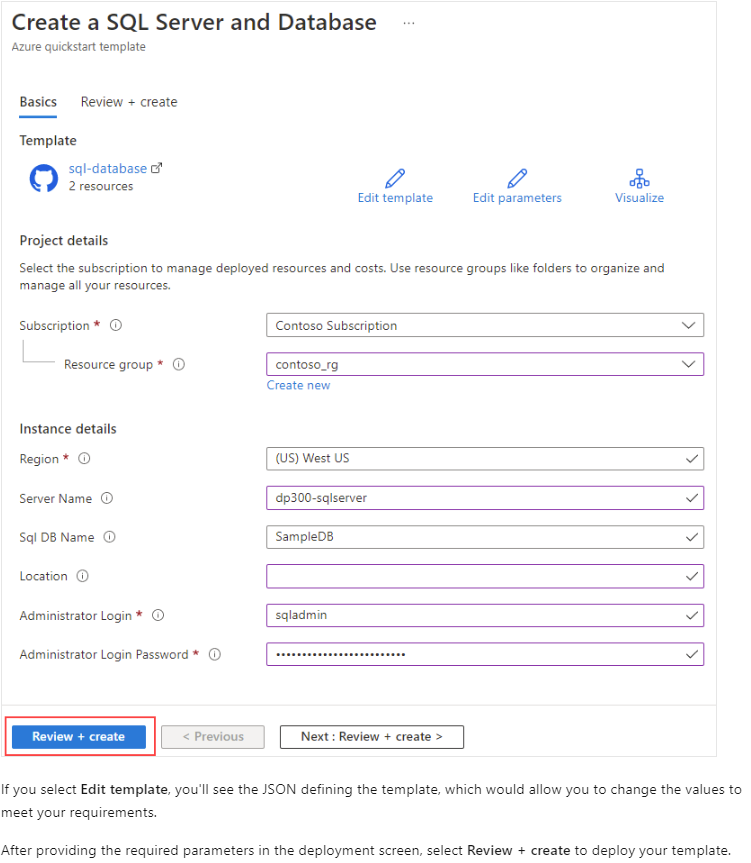 Create a SQL Server and Database ...
Azure quickstart template
Basics Review + create
Template
sql-database
2 resources
Edit template Edit parameters Visualize
Project details
Select the subscription to manage deployed resources and costs. Use resource groups like folders to organize and
manage all your resources.
Subscription * Contoso Subscription
Resource group * contoso_rg
Create new
Instance details
Region * (US) West US
Server Name dp300-sqlserver
Sql DB Name SampleDB
Location
Administrator Login * sqladmin
Administrator Login Password * •••••••••••••••••••••••••
Review + create < Previous Next : Review + create >
If you select Edit template, you'll see the JSON defining the template, which would allow you to change the values to
meet your requirements.
After providing the required parameters in the deployment screen, select Review + create to deploy your template.